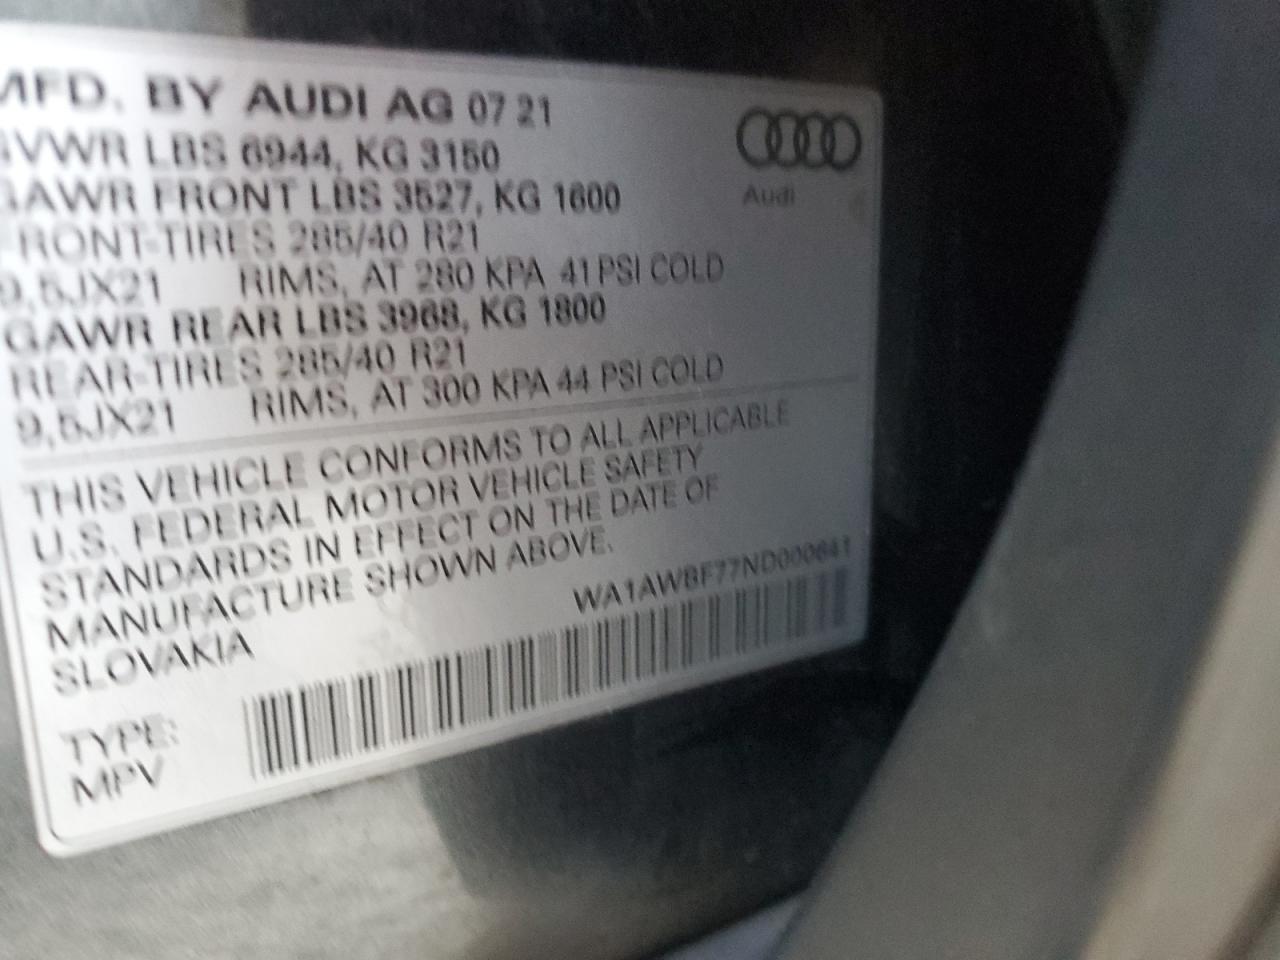 MFD. BY AUDI AG 07 21
GVWR LBS 6944, KG 3150
GAWR FRONT LBS 3527, KG 1600
FRONT-TIRES 285/40 R21
9,5JX21 RIMS, AT 280 KPA 41 PSI COLD
GAWR REAR LBS 3968, KG 1800
REAR-TIRES 285/40 R21
9,5JX21 RIMS, AT 300 KPA 44 PSI COLD
Audi
THIS VEHICLE CONFORMS TO ALL APPLICABLE
U.S. FEDERAL MOTOR VEHICLE SAFETY
STANDARDS IN EFFECT ON THE DATE OF
MANUFACTURE SHOWN ABOVE.
SLOVAKIA
TYPE:
MPV